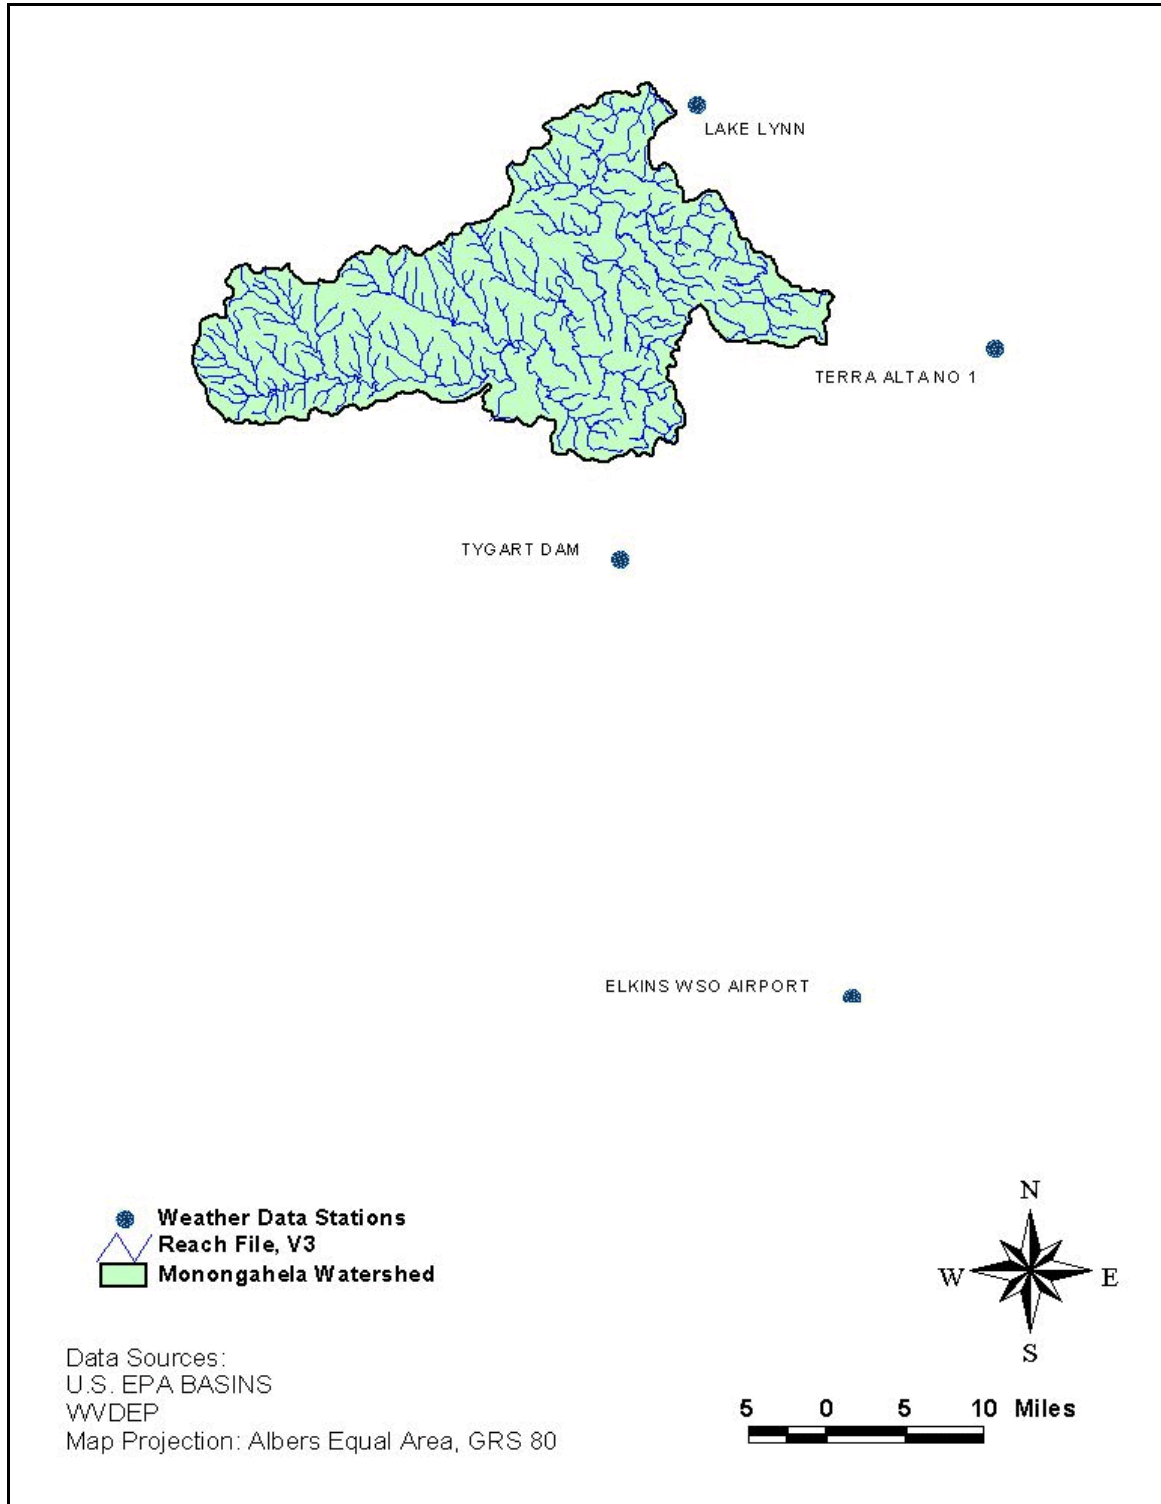 LAKE LYNN
TERRA ALTA NO 1
TYGART DAM
ELKINS WSO AIRPORT
Weather Data Stations
Reach File, V3
Monongahela Watershed
N
W E
S
Data Sources:
U.S. EPA BASINS
WVDEP
Map Projection: Albers Equal Area, GRS 80
5 0 5 10 Miles